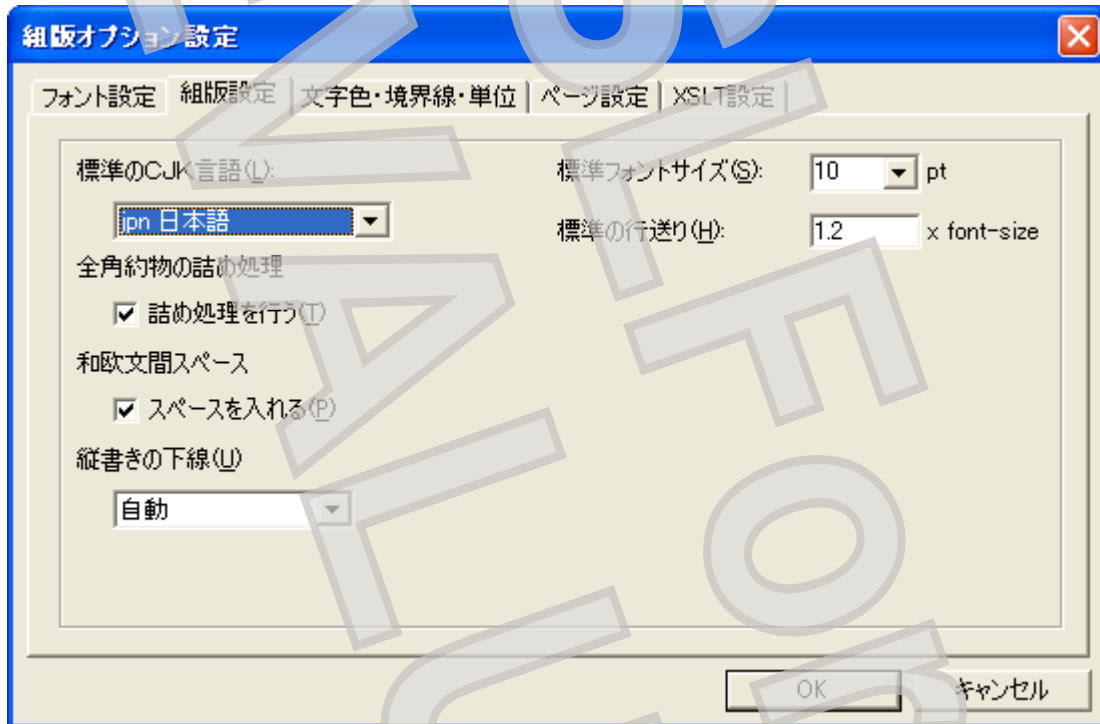 組版オプション設定
フォント設定 組版設定 文字色・境界線・単位 ページ設定 XSLT設定
標準のCJK言語(L):
jpn 日本語
全角約物の詰め処理
詰め処理を行う(T)
和欧文間スペース
スペースを入れる(P)
縦書きの下線(U)
自動
標準フォントサイズ(S): 10 pt
標準の行送り(H): 1.2 x font-size
OK キャンセル